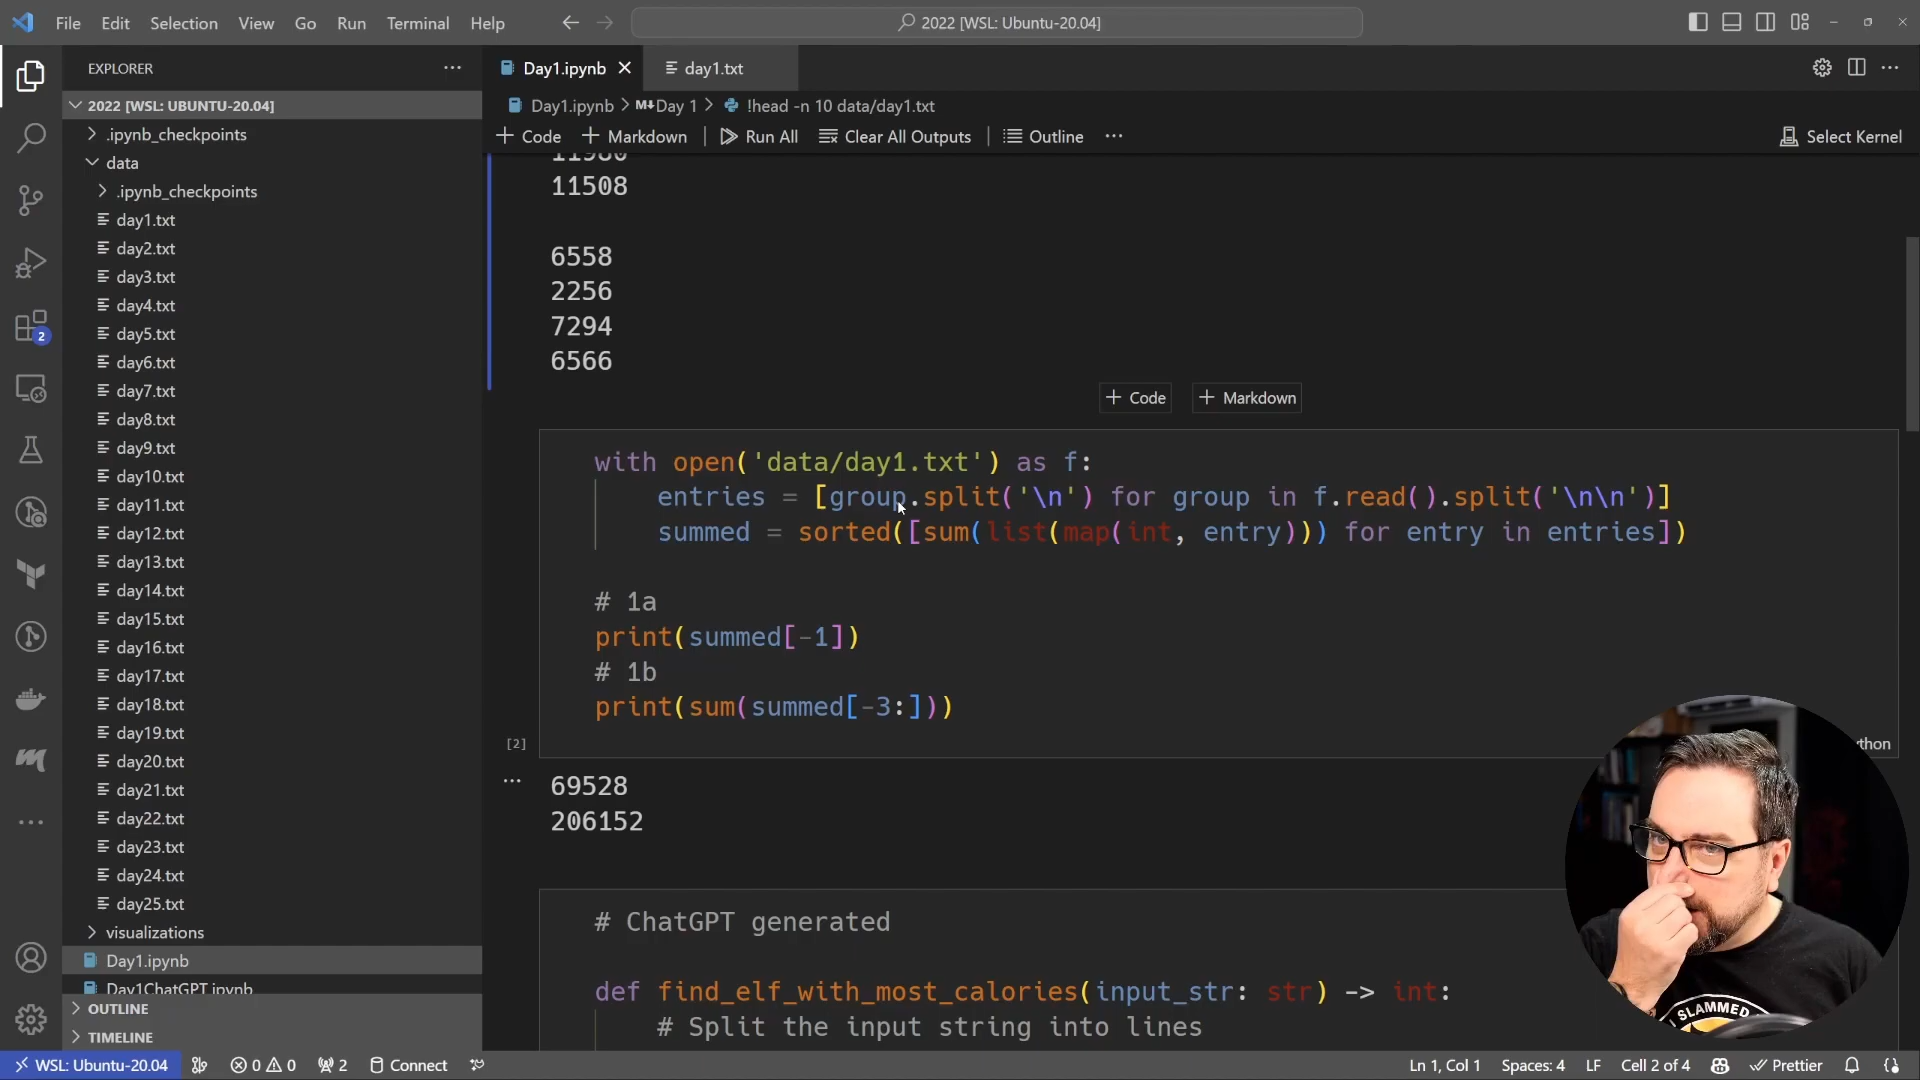 File Edit Selection View Go Run Terminal Help
2022 [WSL: Ubuntu-20.04]
EXPLORER
2022 [WSL: UBUNTU-20.04]
.ipynb_checkpoints
data
.ipynb_checkpoints
day1.txt
day2.txt
day3.txt
day4.txt
day5.txt
day6.txt
day7.txt
day8.txt
day9.txt
day10.txt
day11.txt
day12.txt
day13.txt
day14.txt
day15.txt
day16.txt
day17.txt
day18.txt
day19.txt
day20.txt
day21.txt
day22.txt
day23.txt
day24.txt
day25.txt
visualizations
Day1.ipynb
Day1ChatGPT.ipynb
OUTLINE
TIMELINE
2
Day1.ipynb
day1.txt
Day1.ipynb > M Day 1 > !head -n 10 data/day1.txt
+ Code + Markdown Run All Clear All Outputs Outline ...
Select Kernel
11980
11508
6558
2256
7294
6566
+ Code + Markdown
with open('data/day1.txt') as f:
entries = [group.split('\n') for group in f.read().split('\n\n')]
summed = sorted([sum(list(map(int, entry))) for entry in entries])
# 1a
print(summed[-1])
# 1b
print(sum(summed[-3:]))
[2]
thon
69528
206152
# ChatGPT generated
def find_elf_with_most_calories(input_str: str) -> int:
# Split the input string into lines
SLAMMED
WSL: Ubuntu-20.04 0 0 2 Connect
Ln 1, Col 1 Spaces: 4 LF Cell 2 of 4 Prettier